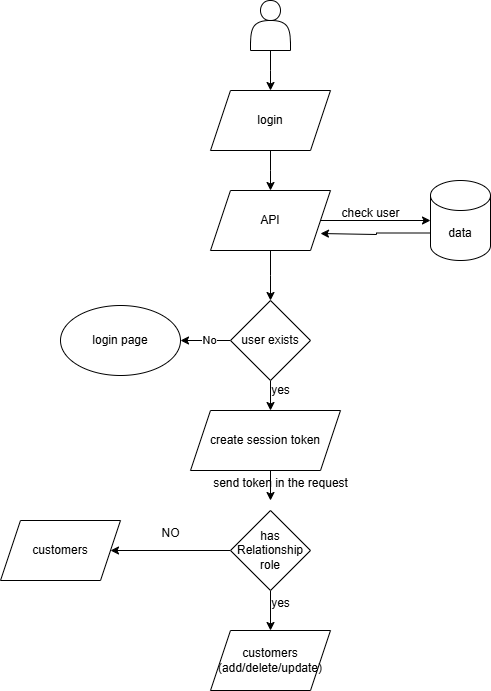 login
API
check user
data
user exists
No
login page
yes
create session token
send token in the request
has
Relationship
role
NO
customers
yes
customers
(add/delete/update)